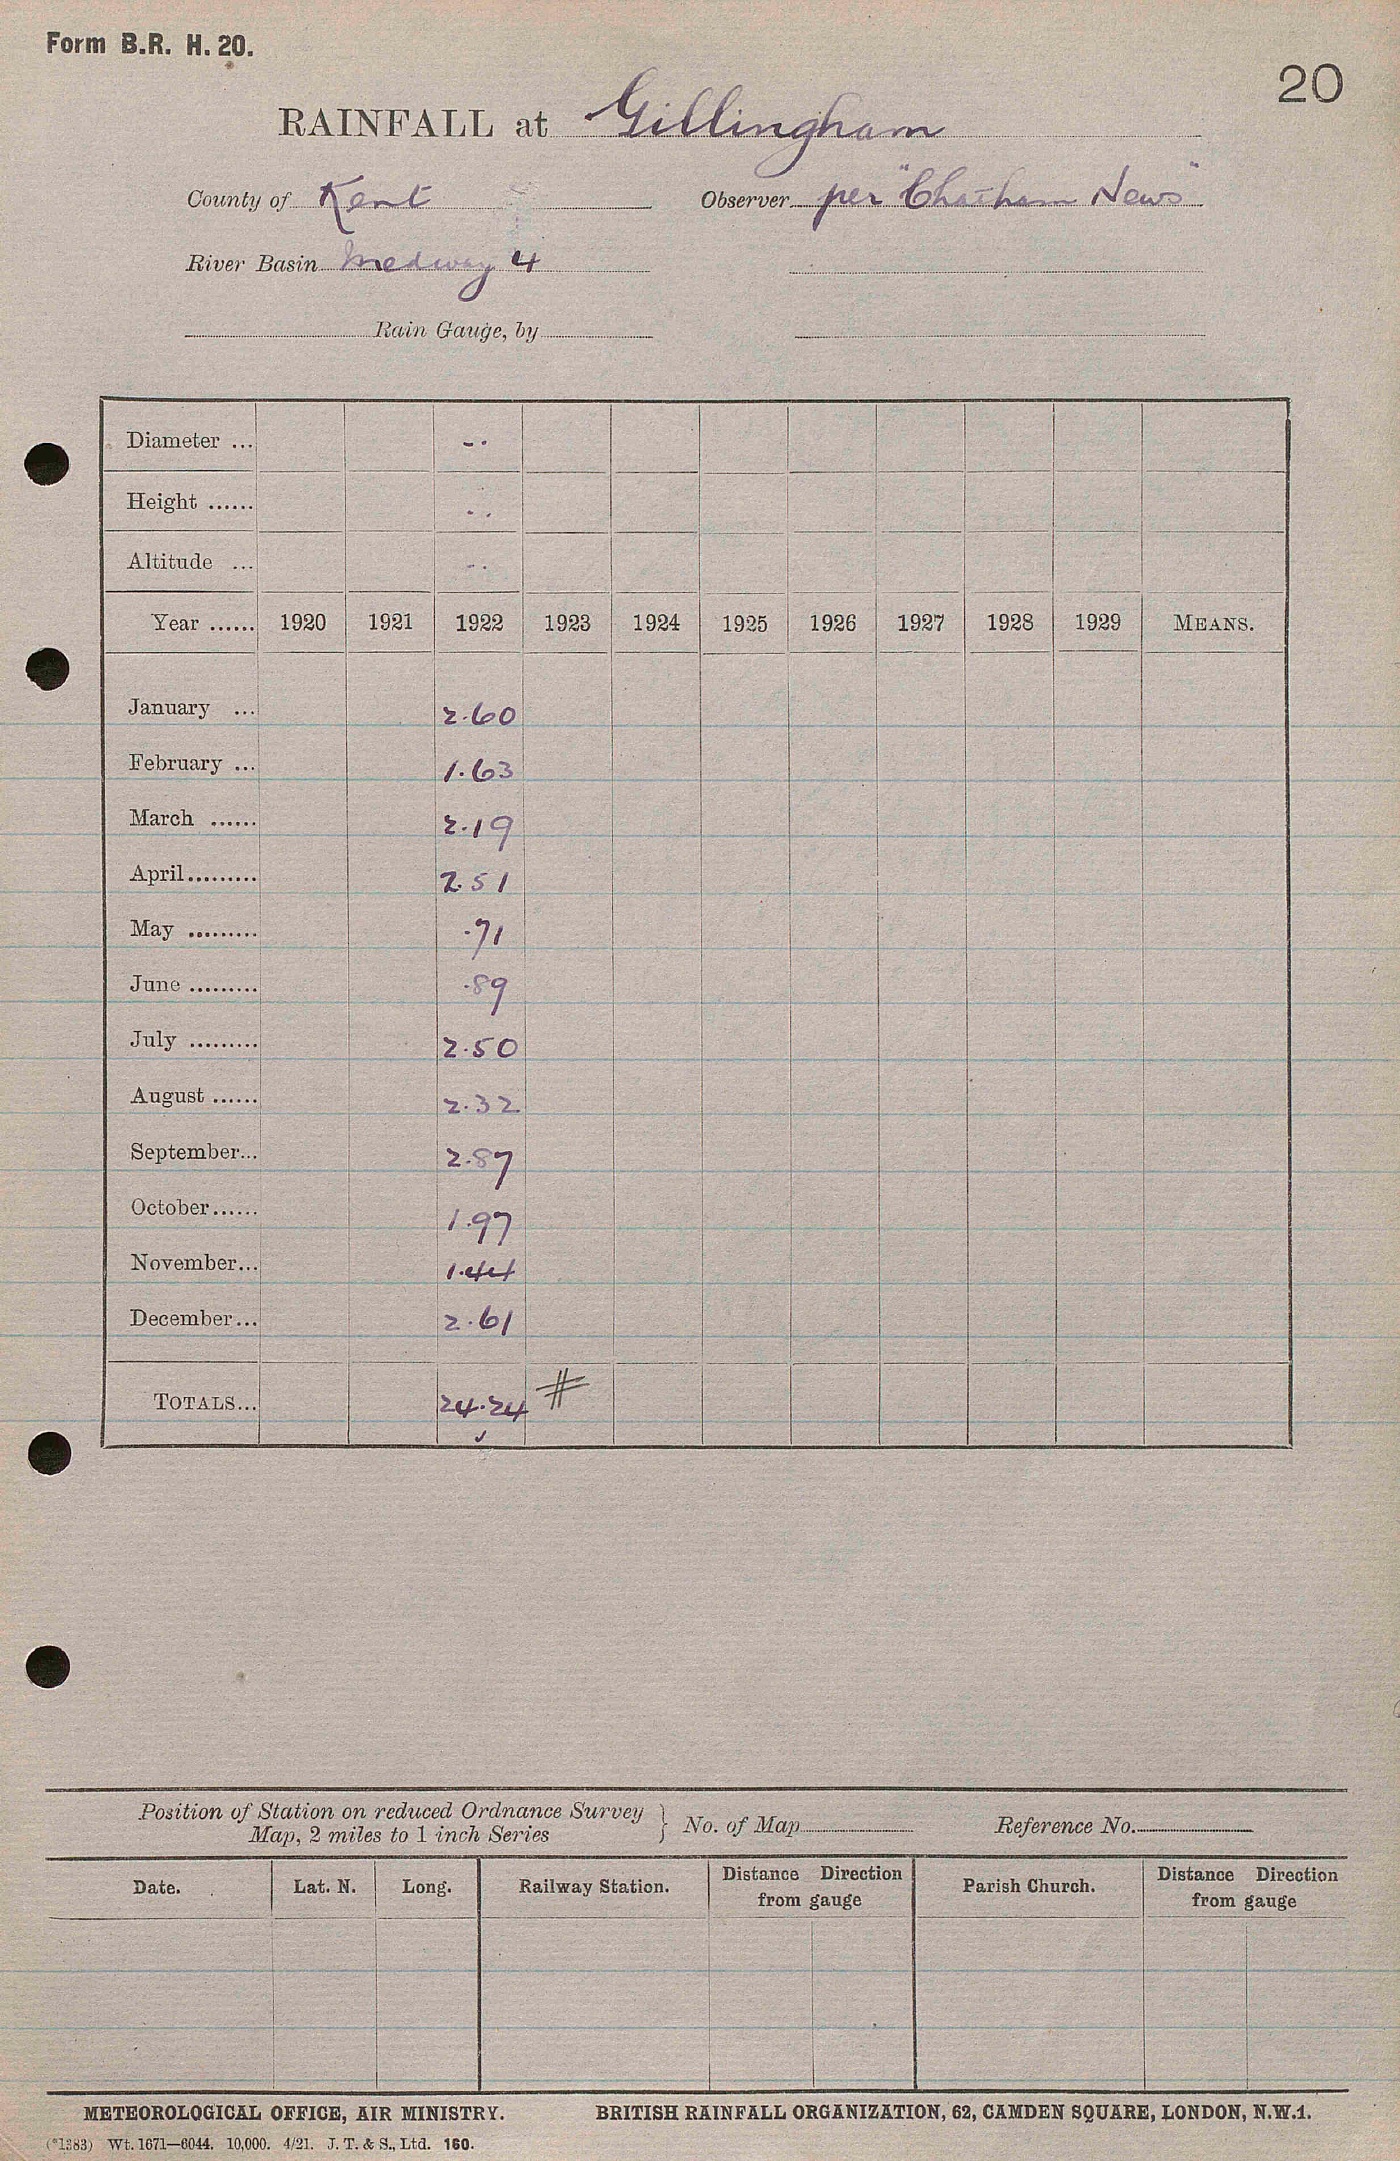 Form B.R. H. 20.
20
RAINFALL at Gillingham
County of Kent Observer per "Chatham News"
River Basin Medway 4
Rain Gauge, by
Diameter ... - .
Height ...... . .
Altitude ... - .
Year ...... 1920 1921 1922 1923 1924 1925 1926 1927 1928 1929 MEANS.
January ... 2.60
February ... 1.63
March ...... 2.19
April ......... 2.51
May ......... .71
June ......... .89
July ......... 2.50
August ...... 2.32
September... 2.87
October...... 1.97
November... 1.44
December... 2.61
TOTALS... 24.24 #
✓
Position of Station on reduced Ordnance Survey
Map, 2 miles to 1 inch Series } No. of Map Reference No.
Date. Lat. N. Long. Railway Station. Distance Direction from gauge Parish Church. Distance Direction from gauge
METEOROLOGICAL OFFICE, AIR MINISTRY. BRITISH RAINFALL ORGANIZATION, 62, CAMDEN SQUARE, LONDON, N.W.1.
(*1383) Wt. 1671—6044. 10,000. 4/21. J. T. & S., Ltd. 160.